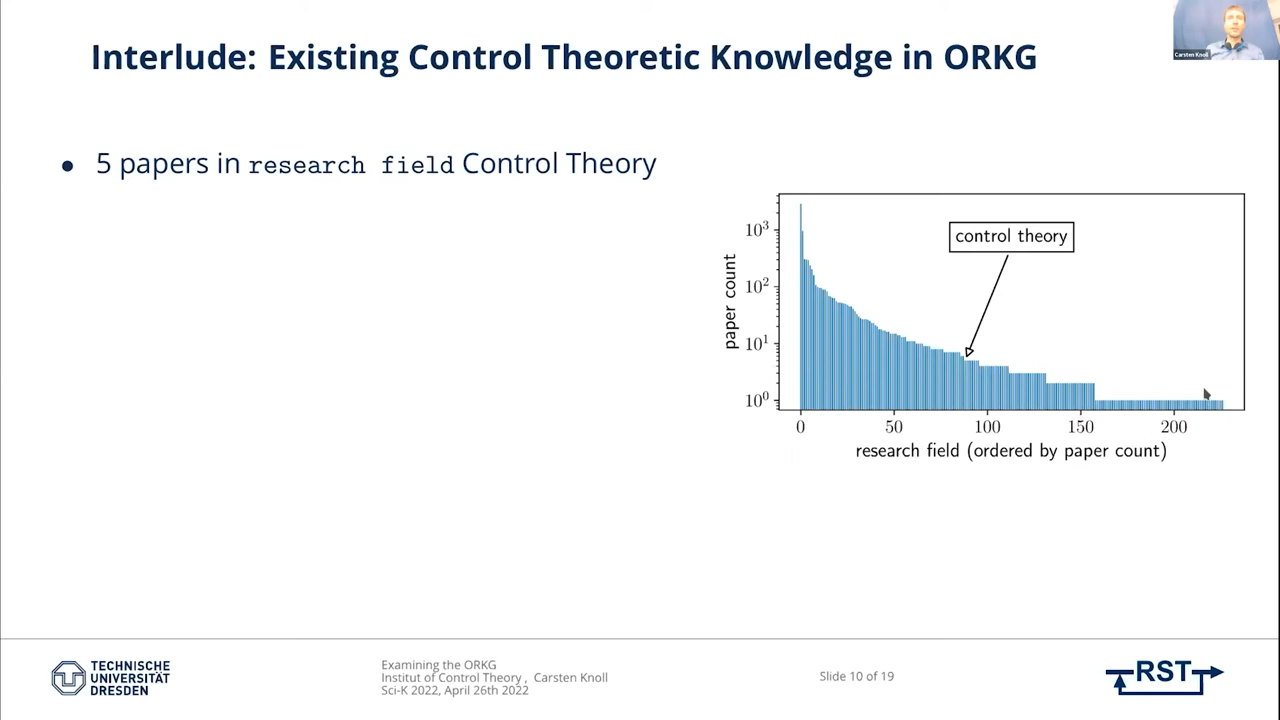 Interlude: Existing Control Theoretic Knowledge in ORKG
Carsten Knoll
• 5 papers in research field Control Theory
control theory
paper count
10³
10²
10¹
10⁰
0 50 100 150 200
research field (ordered by paper count)
TECHNISCHE
UNIVERSITÄT
DRESDEN
Examining the ORKG
Institut of Control Theory , Carsten Knoll
Sci-K 2022, April 26th 2022
Slide 10 of 19
RST